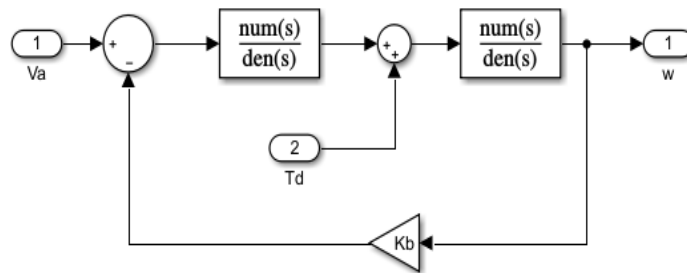 1
Va
+
−
num(s)
den(s)
+
+
num(s)
den(s)
1
w
2
Td
Kb